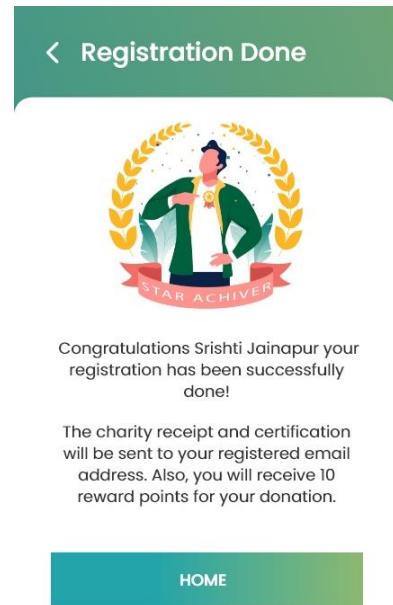 Registration Done
STAR ACHIVER
Congratulations Srishti Jainapur your
registration has been successfully
done!
The charity receipt and certification
will be sent to your registered email
address. Also, you will receive 10
reward points for your donation.
HOME